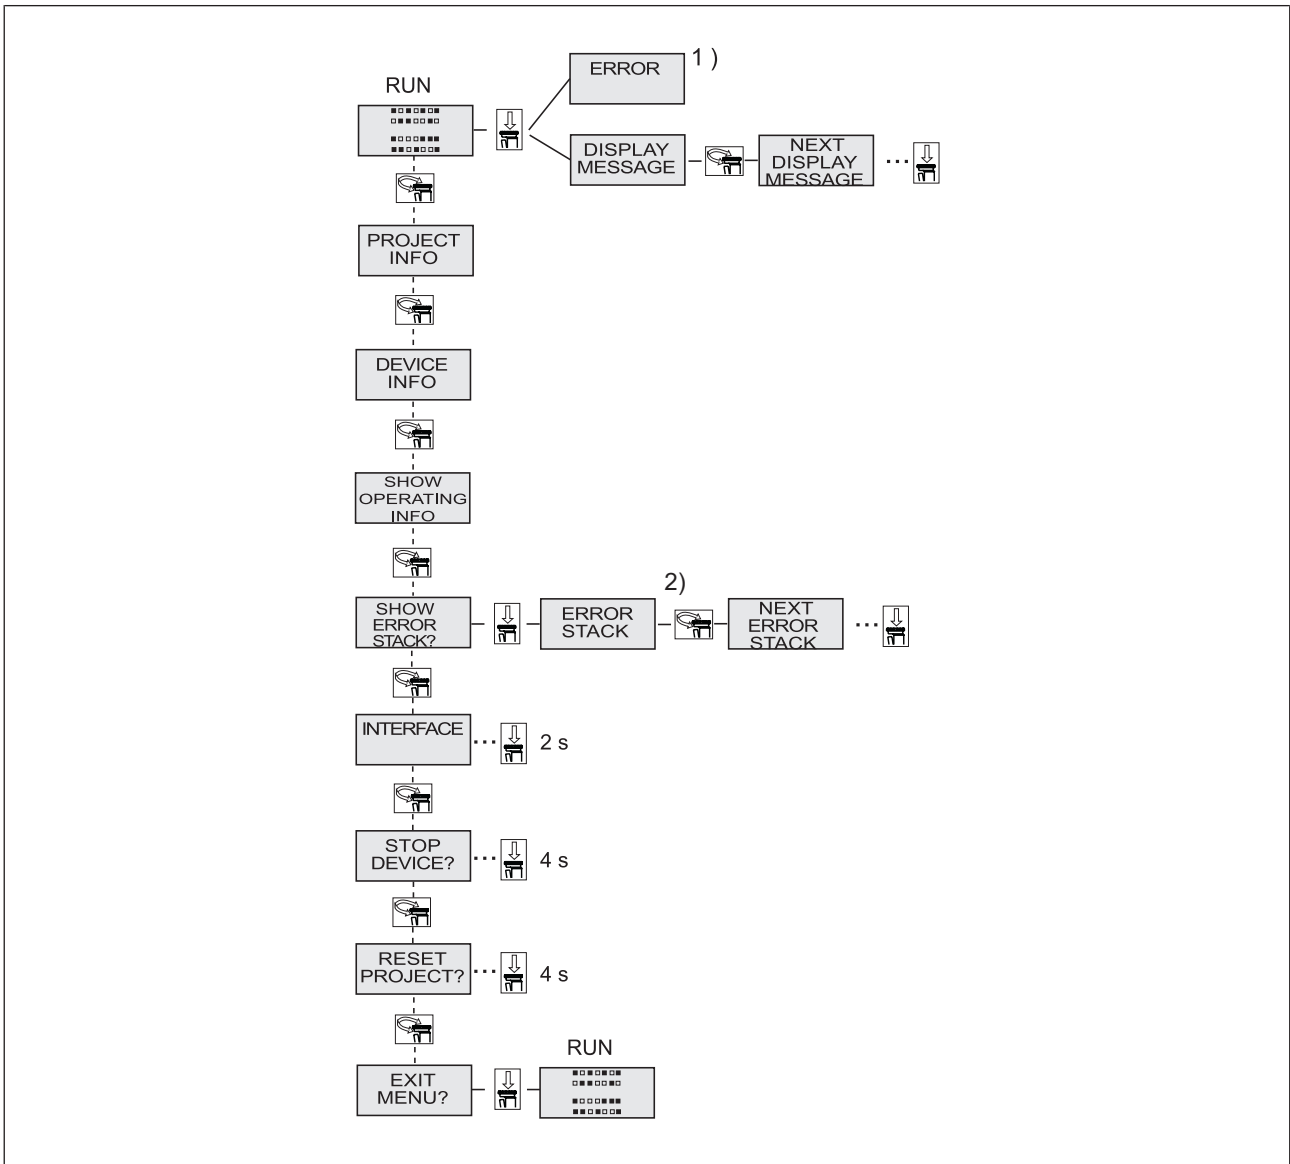 RUN
ERROR
1 )
DISPLAY
MESSAGE
NEXT
DISPLAY
MESSAGE
PROJECT
INFO
DEVICE
INFO
SHOW
OPERATING
INFO
SHOW
ERROR
STACK?
ERROR
STACK
2)
NEXT
ERROR
STACK
INTERFACE
2 s
STOP
DEVICE?
4 s
RESET
PROJECT?
4 s
EXIT
MENU?
RUN